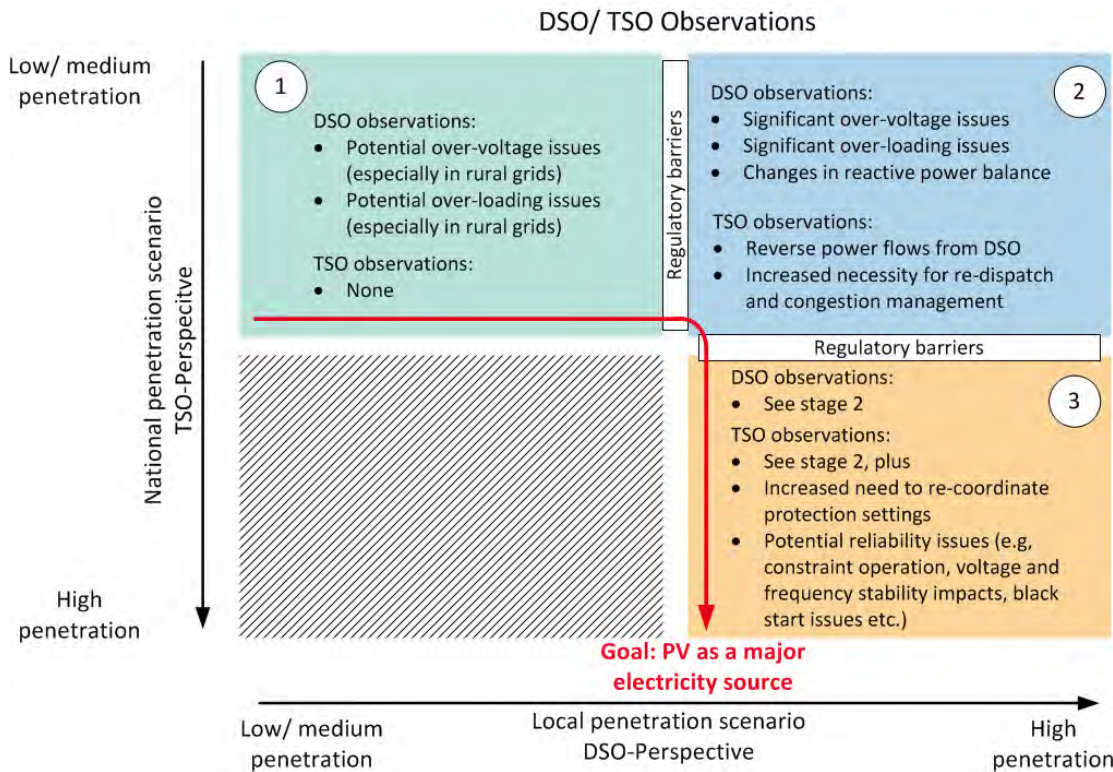 DSO/ TSO Observations
Low/ medium
penetration
National penetration scenario
TSO-Perspecitve
High
penetration
1
DSO observations:
● Potential over-voltage issues
(especially in rural grids)
● Potential over-loading issues
(especially in rural grids)
TSO observations:
● None
Regulatory barriers
2
DSO observations:
● Significant over-voltage issues
● Significant over-loading issues
● Changes in reactive power balance
TSO observations:
● Reverse power flows from DSO
● Increased necessity for re-dispatch
and congestion management
Regulatory barriers
3
DSO observations:
● See stage 2
TSO observations:
● See stage 2, plus
● Increased need to re-coordinate
protection settings
● Potential reliability issues (e.g,
constraint operation, voltage and
frequency stability impacts, black
start issues etc.)
Goal: PV as a major
electricity source
Low/ medium
penetration
Local penetration scenario
DSO-Perspective
High
penetration